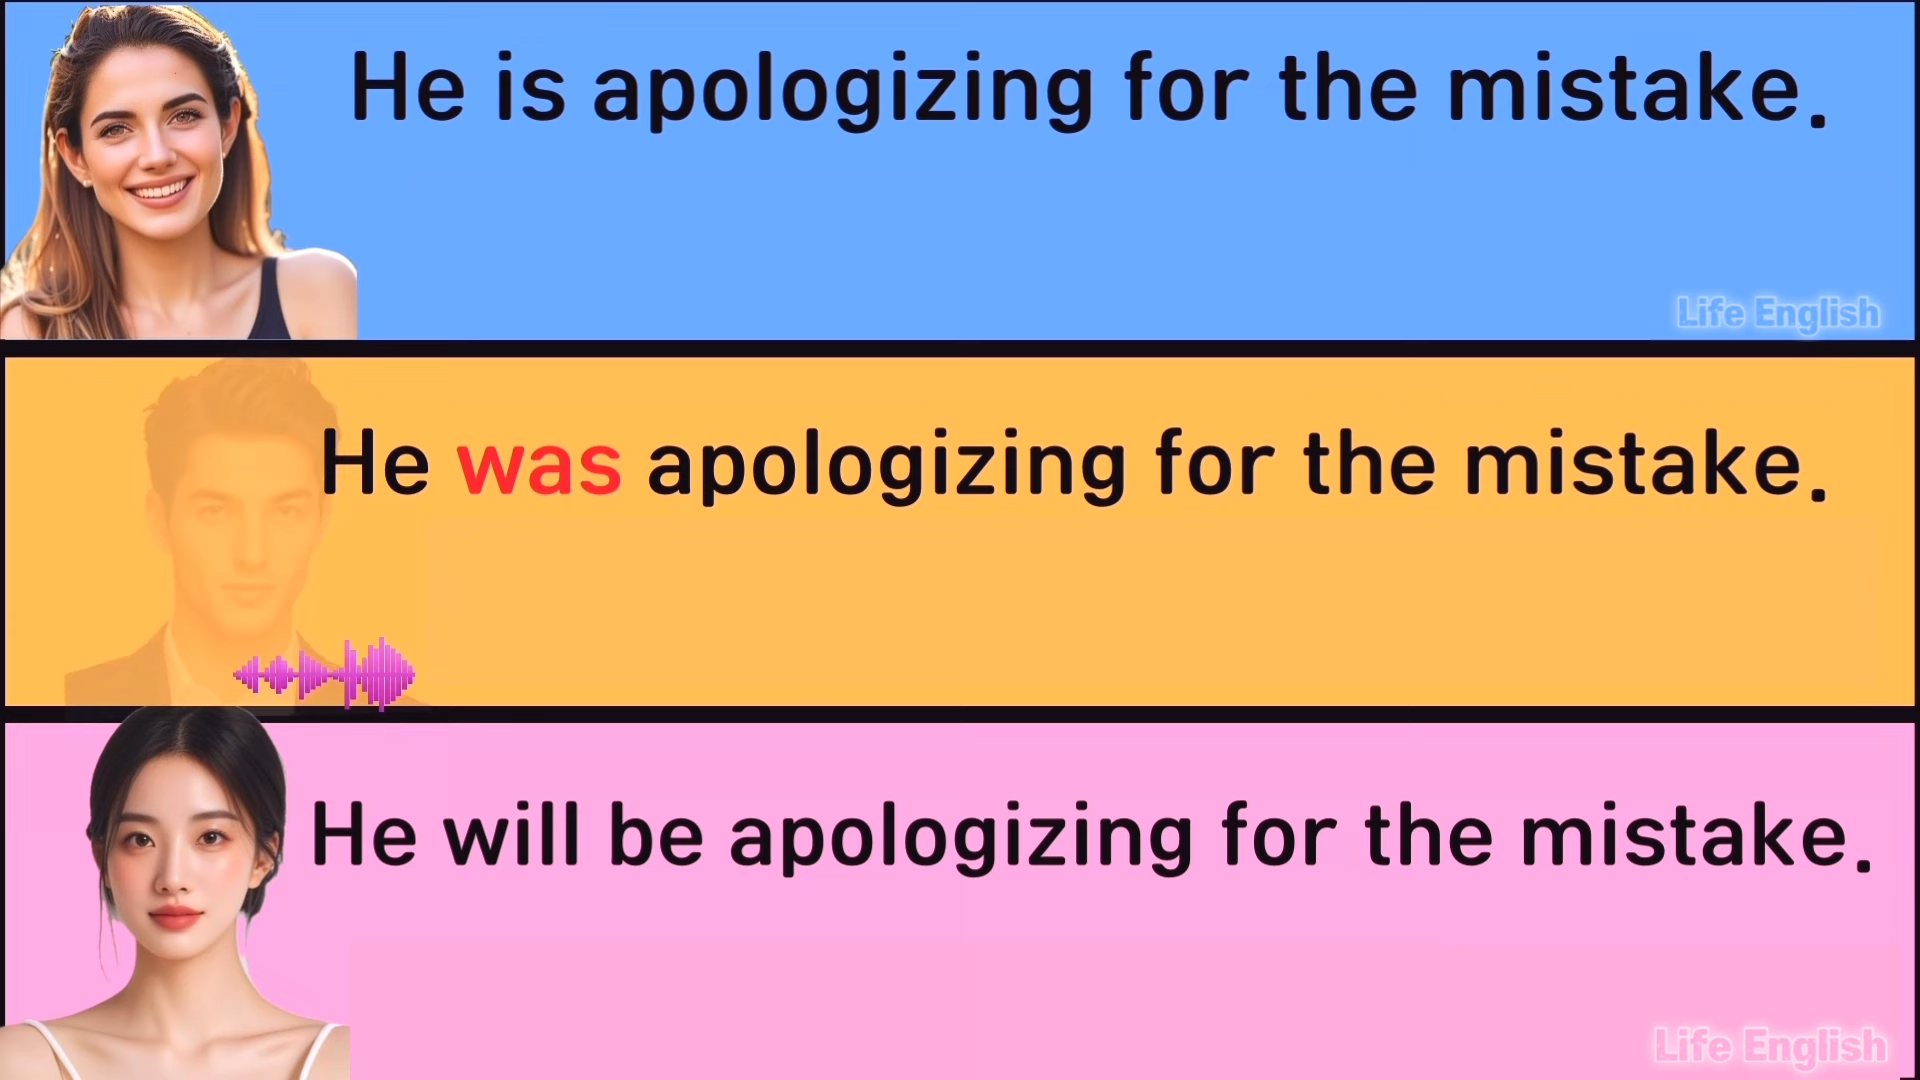 He is apologizing for the mistake.
Life English
He was apologizing for the mistake.
He will be apologizing for the mistake.
Life English